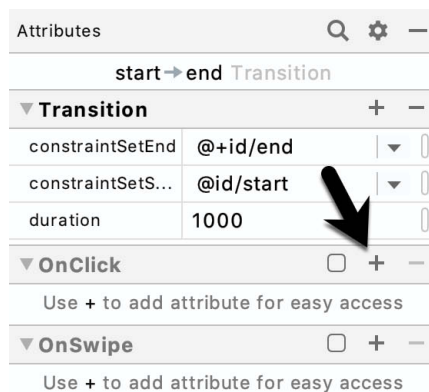 Attributes
start→end Transition
Transition
constraintSetEnd @+id/end
constraintSetS... @id/start
duration 1000
OnClick
Use + to add attribute for easy access
OnSwipe
Use + to add attribute for easy access